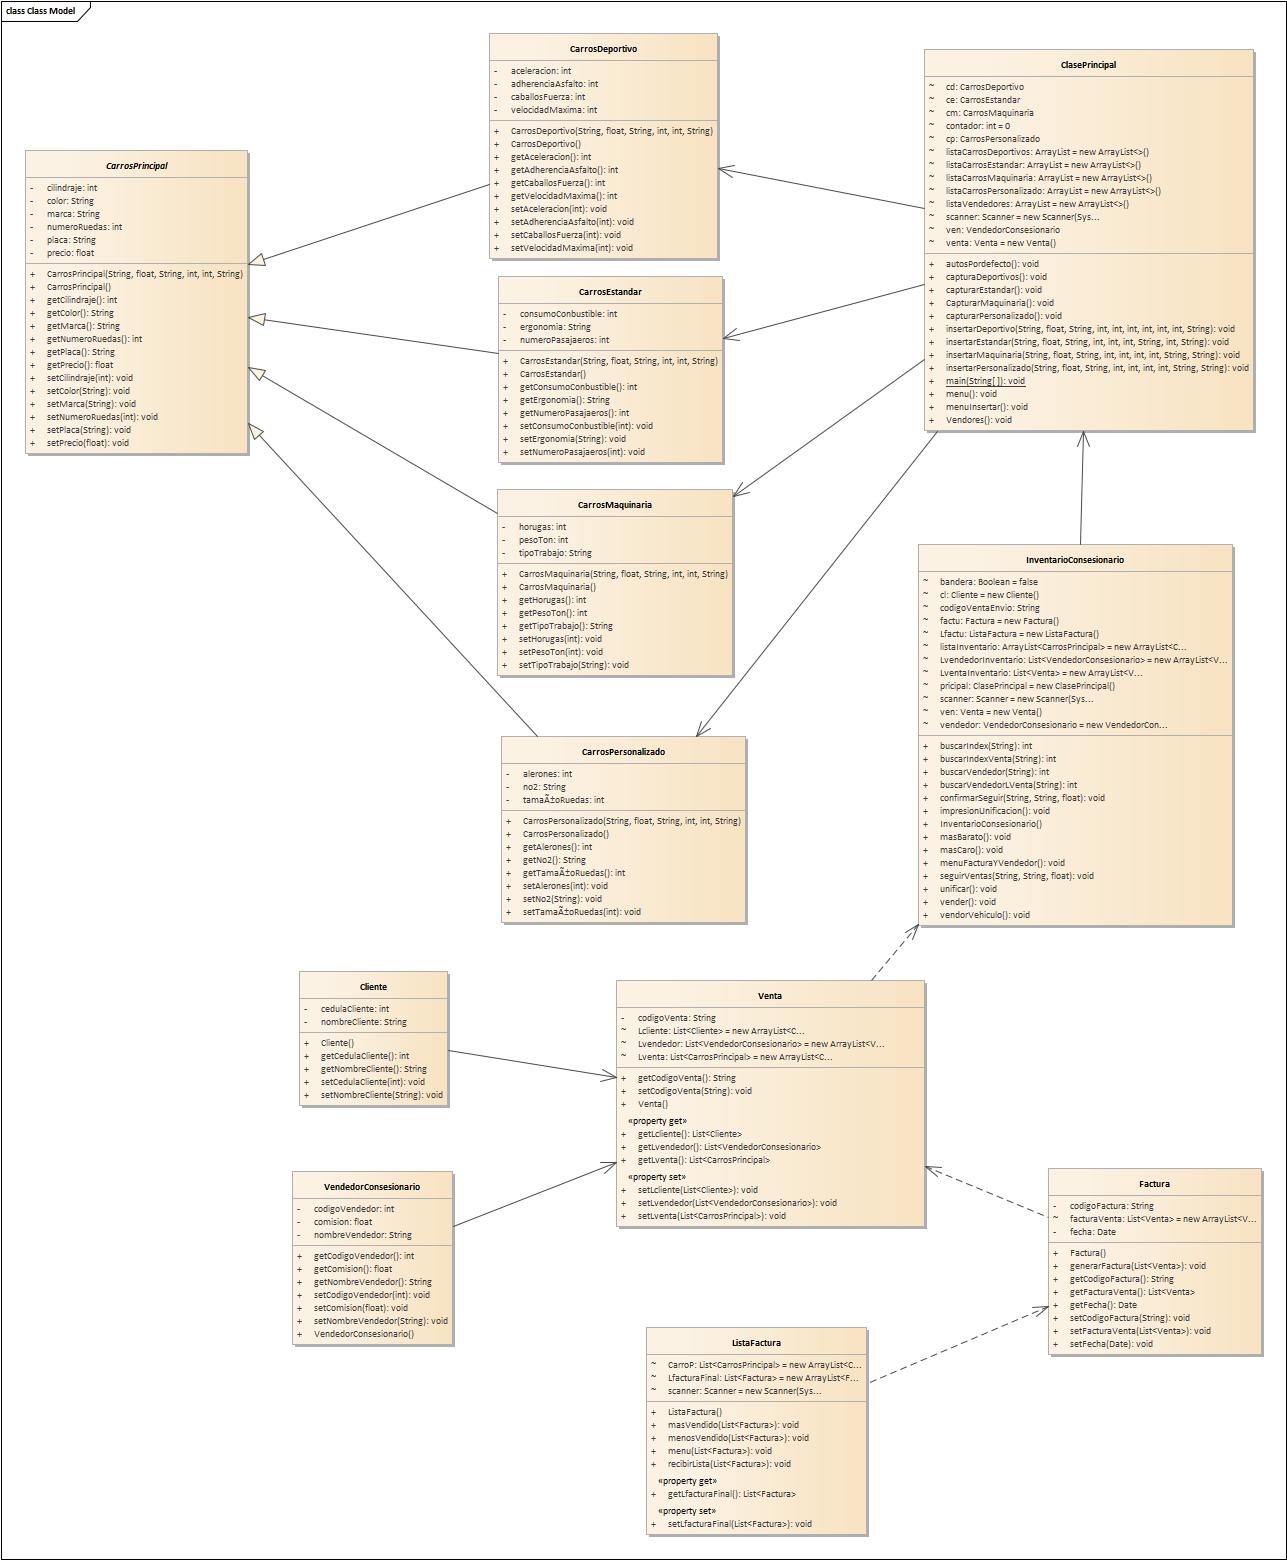 class Class Model
CarrosPrincipal
- cilindraje: int
- color: String
- marca: String
- numeroRuedas: int
- placa: String
- precio: float
+ CarrosPrincipal(String, float, String, int, int, String)
+ CarrosPrincipal()
+ getCilindraje(): int
+ getColor(): String
+ getMarca(): String
+ getNumeroRuedas(): int
+ getPlaca(): String
+ getPrecio(): float
+ setCilindraje(int): void
+ setColor(String): void
+ setMarca(String): void
+ setNumeroRuedas(int): void
+ setPlaca(String): void
+ setPrecio(float): void
CarrosDeportivo
- aceleracion: int
- adherenciaAsfalto: int
- caballosFuerza: int
- velocidadMaxima: int
+ CarrosDeportivo(String, float, String, int, int, String)
+ CarrosDeportivo()
+ getAceleracion(): int
+ getAdherenciaAsfalto(): int
+ getCaballosFuerza(): int
+ getVelocidadMaxima(): int
+ setAceleracion(int): void
+ setAdherenciaAsfalto(int): void
+ setCaballosFuerza(int): void
+ setVelocidadMaxima(int): void
CarrosEstandar
- consumoConbustible: int
- ergonomia: String
- numeroPasajaeros: int
+ CarrosEstandar(String, float, String, int, int, String)
+ CarrosEstandar()
+ getConsumoConbustible(): int
+ getErgonomia(): String
+ getNumeroPasajaeros(): int
+ setConsumoConbustible(int): void
+ setErgonomia(String): void
+ setNumeroPasajaeros(int): void
CarrosMaquinaria
- horugas: int
- pesoTon: int
- tipoTrabajo: String
+ CarrosMaquinaria(String, float, String, int, int, String)
+ CarrosMaquinaria()
+ getHorugas(): int
+ getPesoTon(): int
+ getTipoTrabajo(): String
+ setHorugas(int): void
+ setPesoTon(int): void
+ setTipoTrabajo(String): void
CarrosPersonalizado
- alerones: int
- no2: String
- tamaÃ±oRuedas: int
+ CarrosPersonalizado(String, float, String, int, int, String)
+ CarrosPersonalizado()
+ getAlerones(): int
+ getNo2(): String
+ getTamaÃ±oRuedas(): int
+ setAlerones(int): void
+ setNo2(String): void
+ setTamaÃ±oRuedas(int): void
ClasePrincipal
~ cd: CarrosDeportivo
~ ce: CarrosEstandar
~ cm: CarrosMaquinaria
~ contador: int = 0
~ cp: CarrosPersonalizado
~ listaCarrosDeportivos: ArrayList = new ArrayList<>()
~ listaCarrosEstandar: ArrayList = new ArrayList<>()
~ listaCarrosMaquinaria: ArrayList = new ArrayList<>()
~ listaCarrosPersonalizado: ArrayList = new ArrayList<>()
~ listaVendedores: ArrayList = new ArrayList<>()
~ scanner: Scanner = new Scanner(Sys...
~ ven: VendedorConsesionario
~ venta: Venta = new Venta()
+ autosPordefecto(): void
+ capturaDeportivos(): void
+ capturarEstandar(): void
+ CapturarMaquinaria(): void
+ capturarPersonalizado(): void
+ insertarDeportivo(String, float, String, int, int, int, int, int, int, String): void
+ insertarEstandar(String, float, String, int, int, int, String, int, String): void
+ insertarMaquinaria(String, float, String, int, int, int, int, String, String): void
+ insertarPersonalizado(String, float, String, int, int, int, int, String, String): void
+ main(String[]): void
+ menu(): void
+ menuInsertar(): void
+ Vendores(): void
InventarioConsesionario
~ bandera: Boolean = false
~ cl: Cliente = new Cliente()
~ codigoVentaEnvio: String
~ factu: Factura = new Factura()
~ Lfactu: ListaFactura = new ListaFactura()
~ listaInventario: ArrayList<CarrosPrincipal> = new ArrayList<C...
~ LvendedorInventario: List<VendedorConsesionario> = new ArrayList<V...
~ LventaInventario: List<Venta> = new ArrayList<V...
~ pricipal: ClasePrincipal = new ClasePrincipal()
~ scanner: Scanner = new Scanner(Sys...
~ ven: Venta = new Venta()
~ vendedor: VendedorConsesionario = new VendedorCon...
+ buscarIndex(String): int
+ buscarIndexVenta(String): int
+ buscarVendedor(String): int
+ buscarVendedorLVenta(String): int
+ confirmarSeguir(String, String, float): void
+ impresionUnificacion(): void
+ InventarioConsesionario()
+ masBarato(): void
+ masCaro(): void
+ menuFacturaYVendedor(): void
+ seguirVentas(String, String, float): void
+ unificar(): void
+ vender(): void
+ vendorVehiculo(): void
Cliente
- cedulaCliente: int
- nombreCliente: String
+ Cliente()
+ getCedulaCliente(): int
+ getNombreCliente(): String
+ setCedulaCliente(int): void
+ setNombreCliente(String): void
Venta
- codigoVenta: String
~ Lcliente: List<Cliente> = new ArrayList<C...
~ Lvendedor: List<VendedorConsesionario> = new ArrayList<V...
~ Lventa: List<CarrosPrincipal> = new ArrayList<C...
+ getCodigoVenta(): String
+ setCodigoVenta(String): void
+ Venta()
«property get»
+ getLcliente(): List<Cliente>
+ getLvendedor(): List<VendedorConsesionario>
+ getLventa(): List<CarrosPrincipal>
«property set»
+ setLcliente(List<Cliente>): void
+ setLvendedor(List<VendedorConsesionario>): void
+ setLventa(List<CarrosPrincipal>): void
VendedorConsesionario
- codigoVendedor: int
- comision: float
- nombreVendedor: String
+ getCodigoVendedor(): int
+ getComision(): float
+ getNombreVendedor(): String
+ setCodigoVendedor(int): void
+ setComision(float): void
+ setNombreVendedor(String): void
+ VendedorConsesionario()
Factura
- codigoFactura: String
~ facturaVenta: List<Venta> = new ArrayList<V...
- fecha: Date
+ Factura()
+ generarFactura(List<Venta>): void
+ getCodigoFactura(): String
+ getFacturaVenta(): List<Venta>
+ getFecha(): Date
+ setCodigoFactura(String): void
+ setFacturaVenta(List<Venta>): void
+ setFecha(Date): void
ListaFactura
~ CarroP: List<CarrosPrincipal> = new ArrayList<C...
~ LfacturaFinal: List<Factura> = new ArrayList<F...
~ scanner: Scanner = new Scanner(Sys...
+ ListaFactura()
+ masVendido(List<Factura>): void
+ menosVendido(List<Factura>): void
+ menu(List<Factura>): void
+ recibirLista(List<Factura>): void
«property get»
+ getLfacturaFinal(): List<Factura>
«property set»
+ setLfacturaFinal(List<Factura>): void